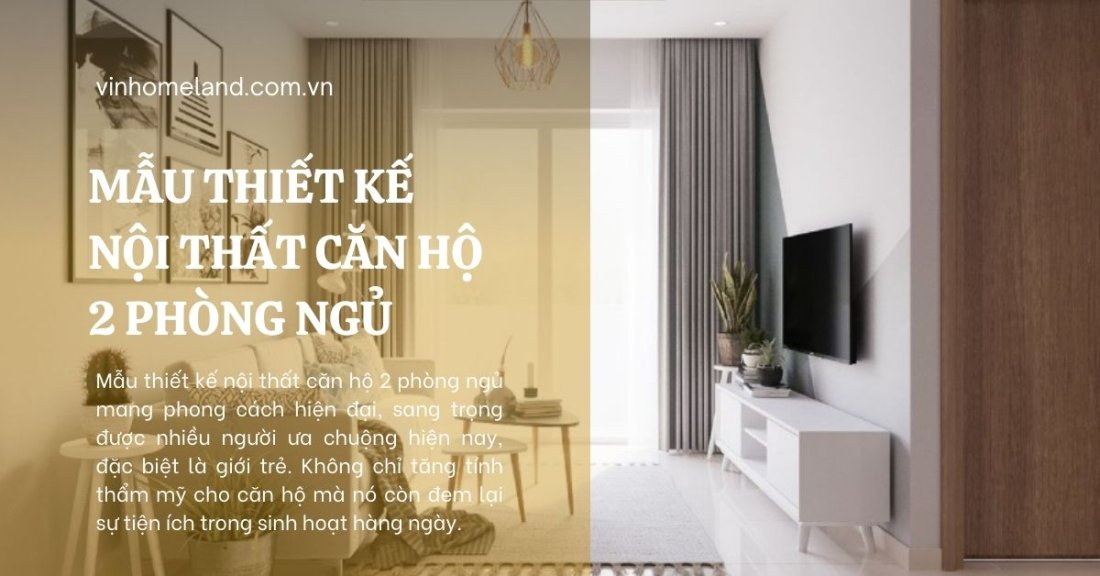 vinhomeland.com.vn
MẪU THIẾT KẾ
NỘI THẤT CĂN HỘ
2 PHÒNG NGỦ
Mẫu thiết kế nội thất căn hộ 2 phòng ngủ
mang phong cách hiện đại, sang trọng
được nhiều người ưa chuộng hiện nay,
đặc biệt là giới trẻ. Không chỉ tăng tính
thẩm mỹ cho căn hộ mà nó còn đem lại
sự tiện ích trong sinh hoạt hàng ngày.